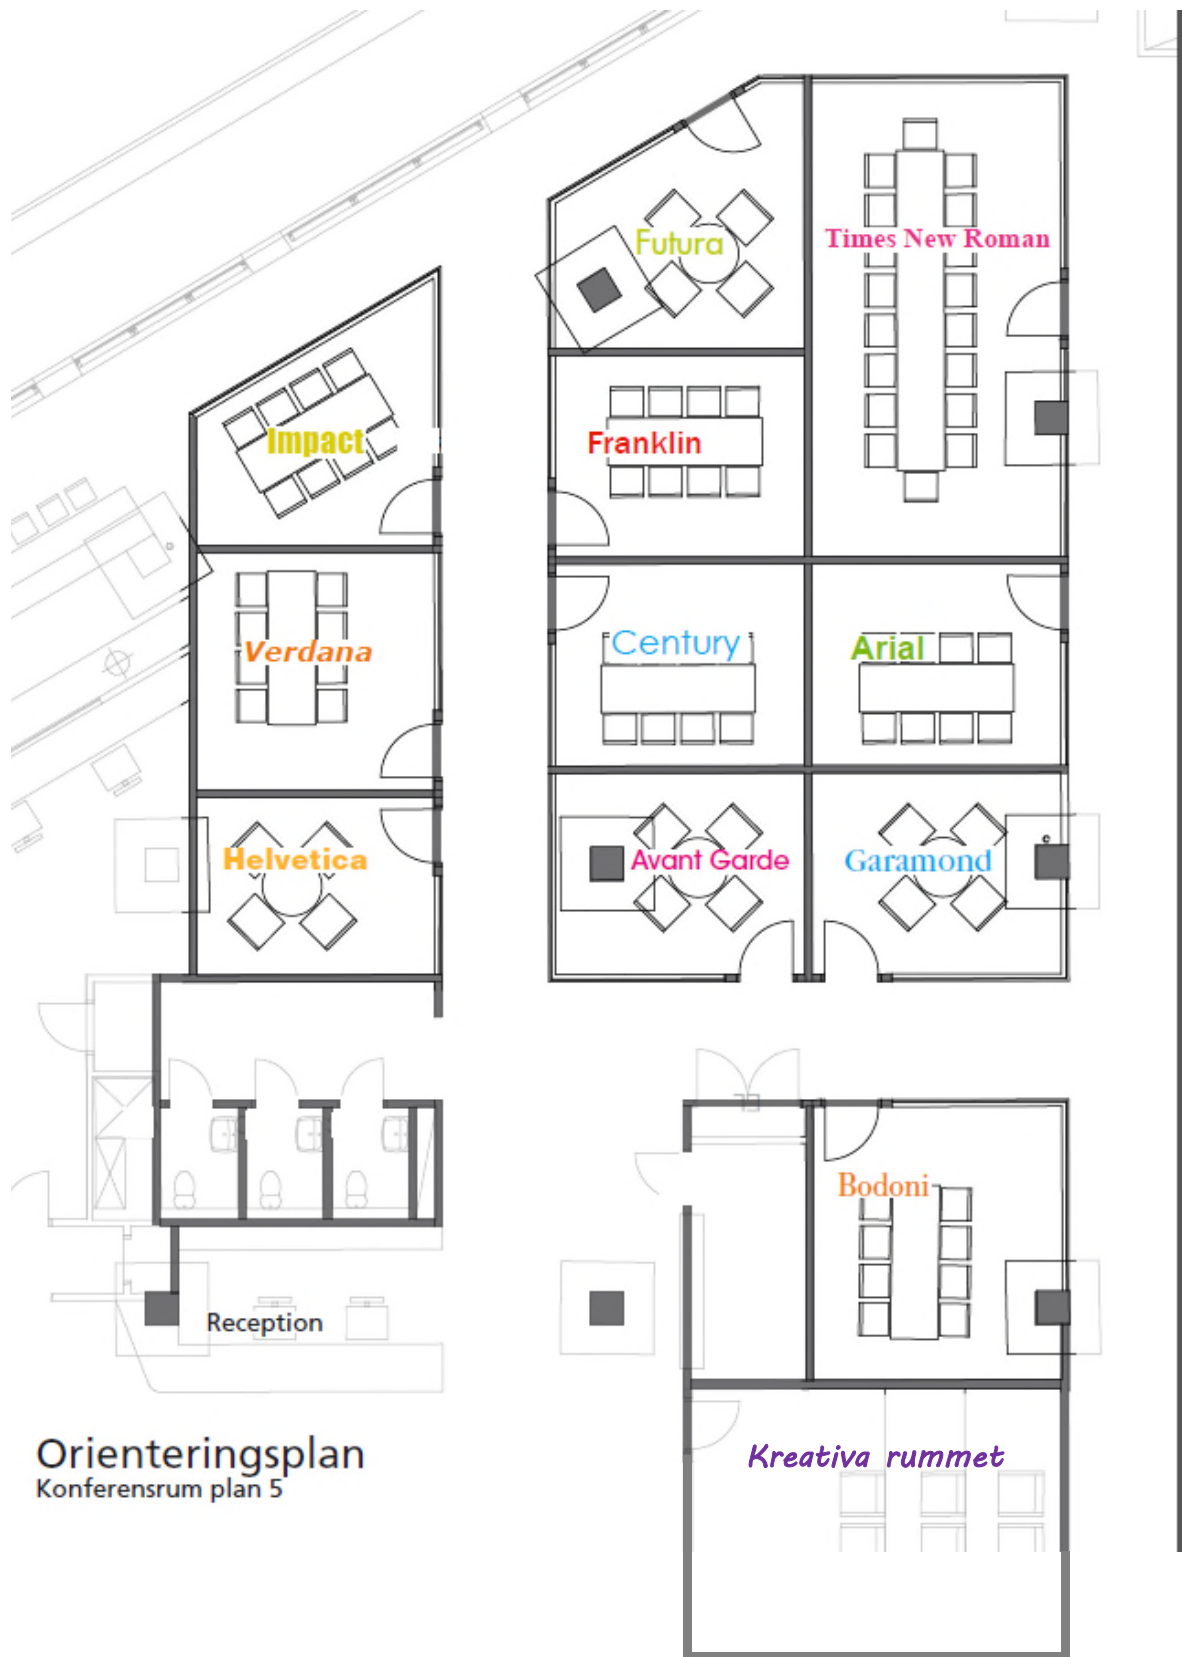 Futura
Times New Roman
Impact
Franklin
Verdana
Century
Arial
Helvetica
Avant Garde
Garamond
Bodoni
Reception
Orienteringsplan
Konferensrum plan 5
Kreativa rummet